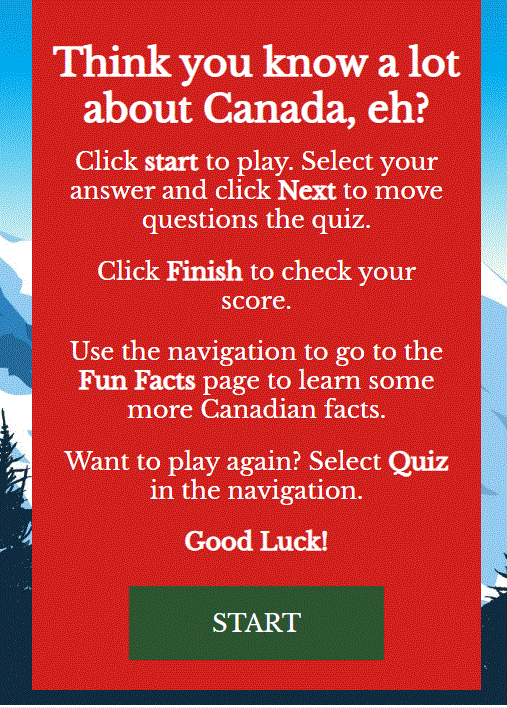 Think you know a lot
about Canada, eh?
Click start to play. Select your
answer and click Next to move
questions the quiz.
Click Finish to check your
score.
Use the navigation to go to the
Fun Facts page to learn some
more Canadian facts.
Want to play again? Select Quiz
in the navigation.
Good Luck!
START